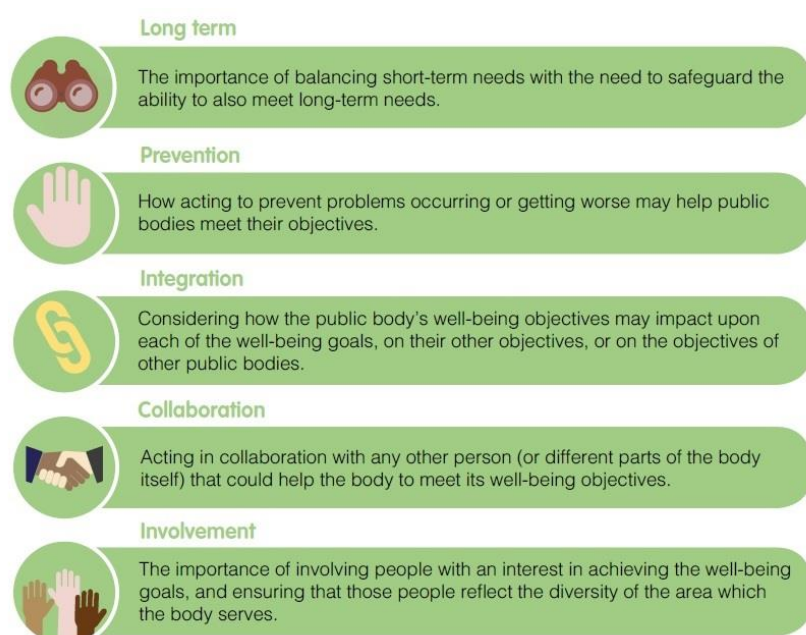 Long term
The importance of balancing short-term needs with the need to safeguard the
ability to also meet long-term needs.
Prevention
How acting to prevent problems occurring or getting worse may help public
bodies meet their objectives.
Integration
Considering how the public body's well-being objectives may impact upon
each of the well-being goals, on their other objectives, or on the objectives of
other public bodies.
Collaboration
Acting in collaboration with any other person (or different parts of the body
itself) that could help the body to meet its well-being objectives.
Involvement
The importance of involving people with an interest in achieving the well-being
goals, and ensuring that those people reflect the diversity of the area which
the body serves.